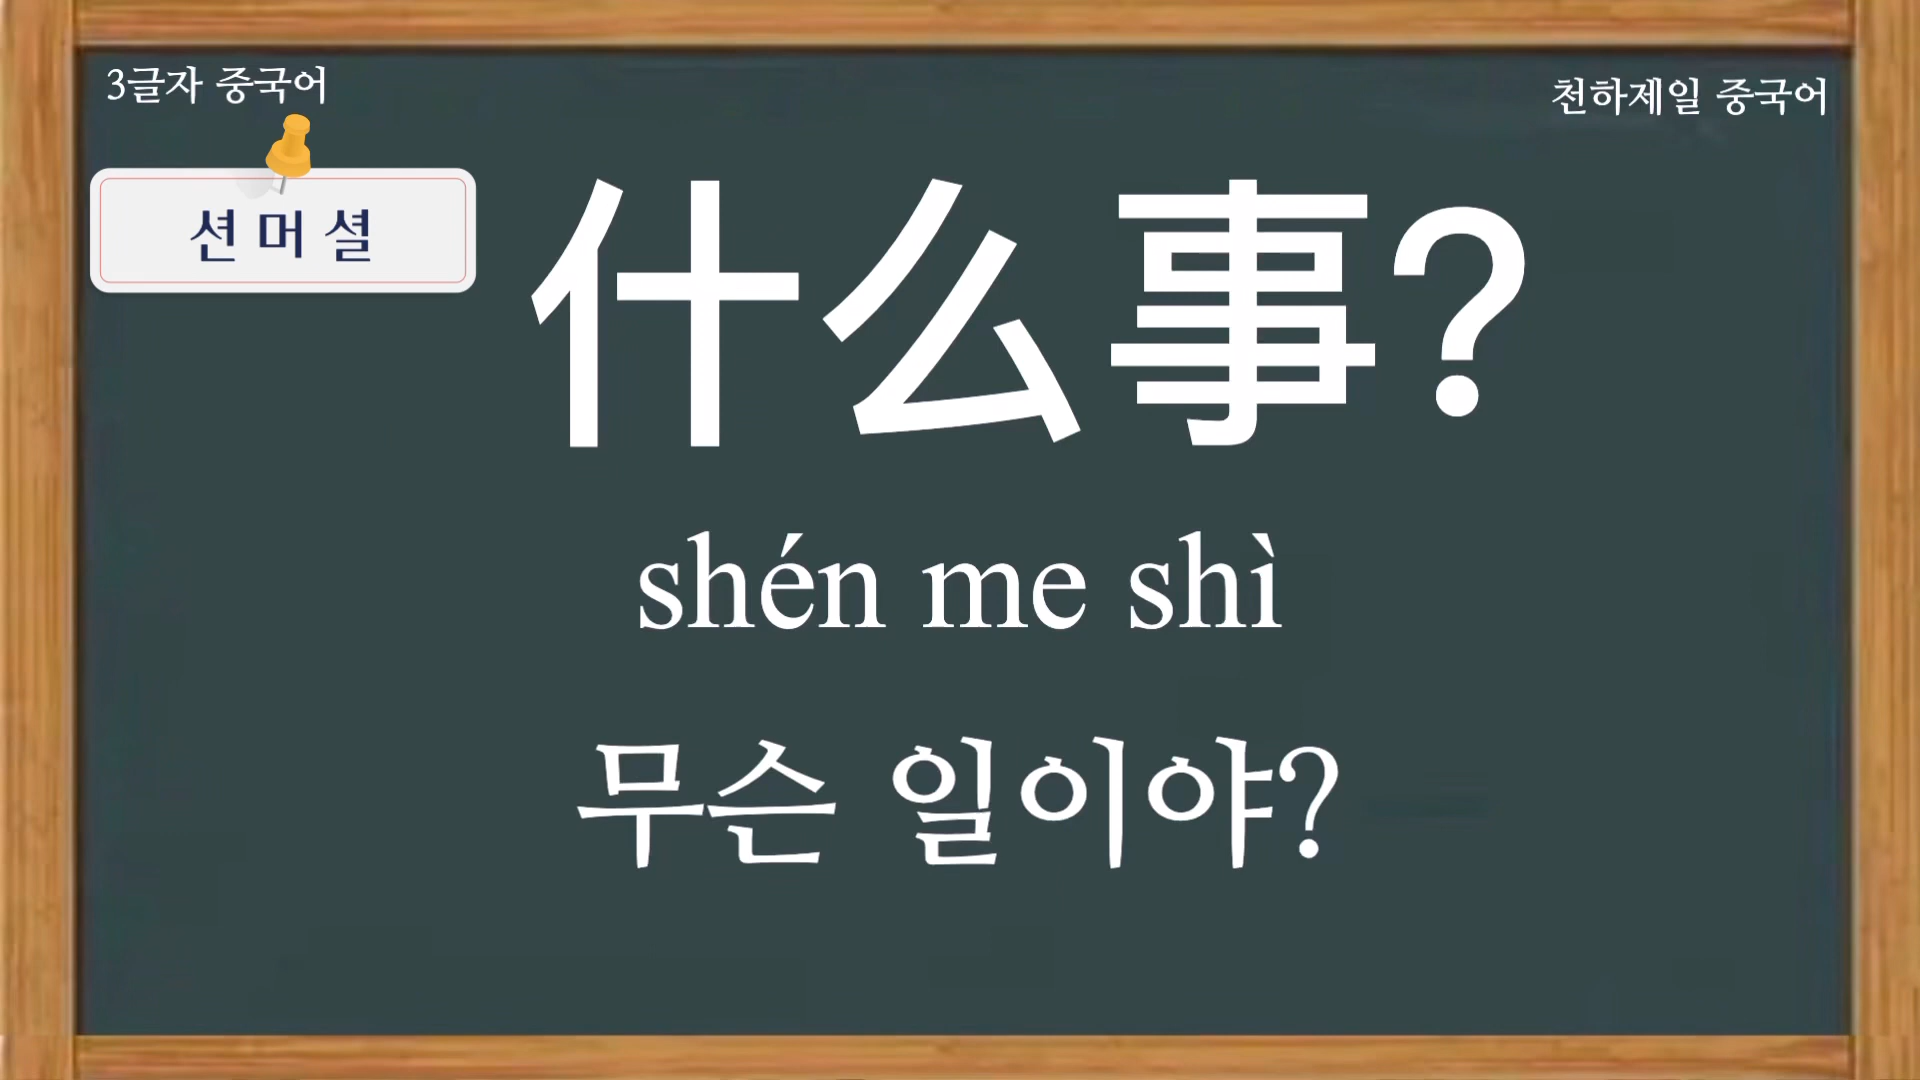 3글자 중국어
천하제일 중국어
션 머 셜
什么事?
shén me shì
무슨 일이야?